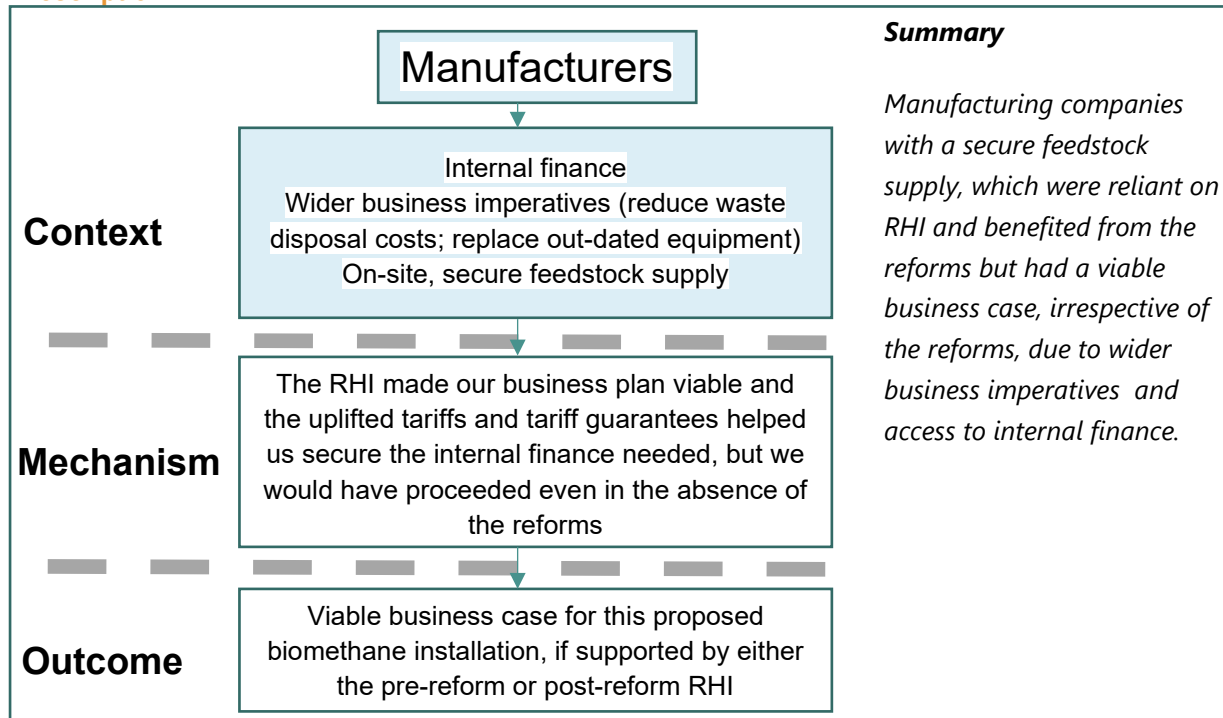 Manufacturers
Context
Internal finance
Wider business imperatives (reduce waste
disposal costs; replace out-dated equipment)
On-site, secure feedstock supply
Mechanism
The RHI made our business plan viable and
the uplifted tariffs and tariff guarantees helped
us secure the internal finance needed, but we
would have proceeded even in the absence of
the reforms
Outcome
Viable business case for this proposed
biomethane installation, if supported by either
the pre-reform or post-reform RHI
Summary
Manufacturing companies
with a secure feedstock
supply, which were reliant on
RHI and benefited from the
reforms but had a viable
business case, irrespective of
the reforms, due to wider
business imperatives and
access to internal finance.